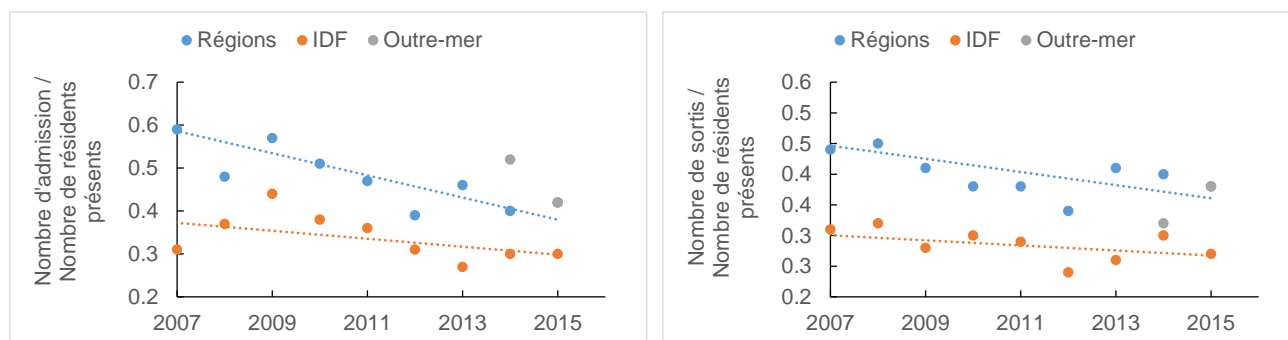 Régions IDF Outre-mer
Nombre d'admission /
Nombre de résidents
présents
0.7
0.6
0.5
0.4
0.3
0.2
2007 2009 2011 2013 2015
Régions IDF Outre-mer
Nombre de sortis /
Nombre de résidents
présents
0.6
0.5
0.5
0.4
0.4
0.3
0.3
0.2
2007 2009 2011 2013 2015